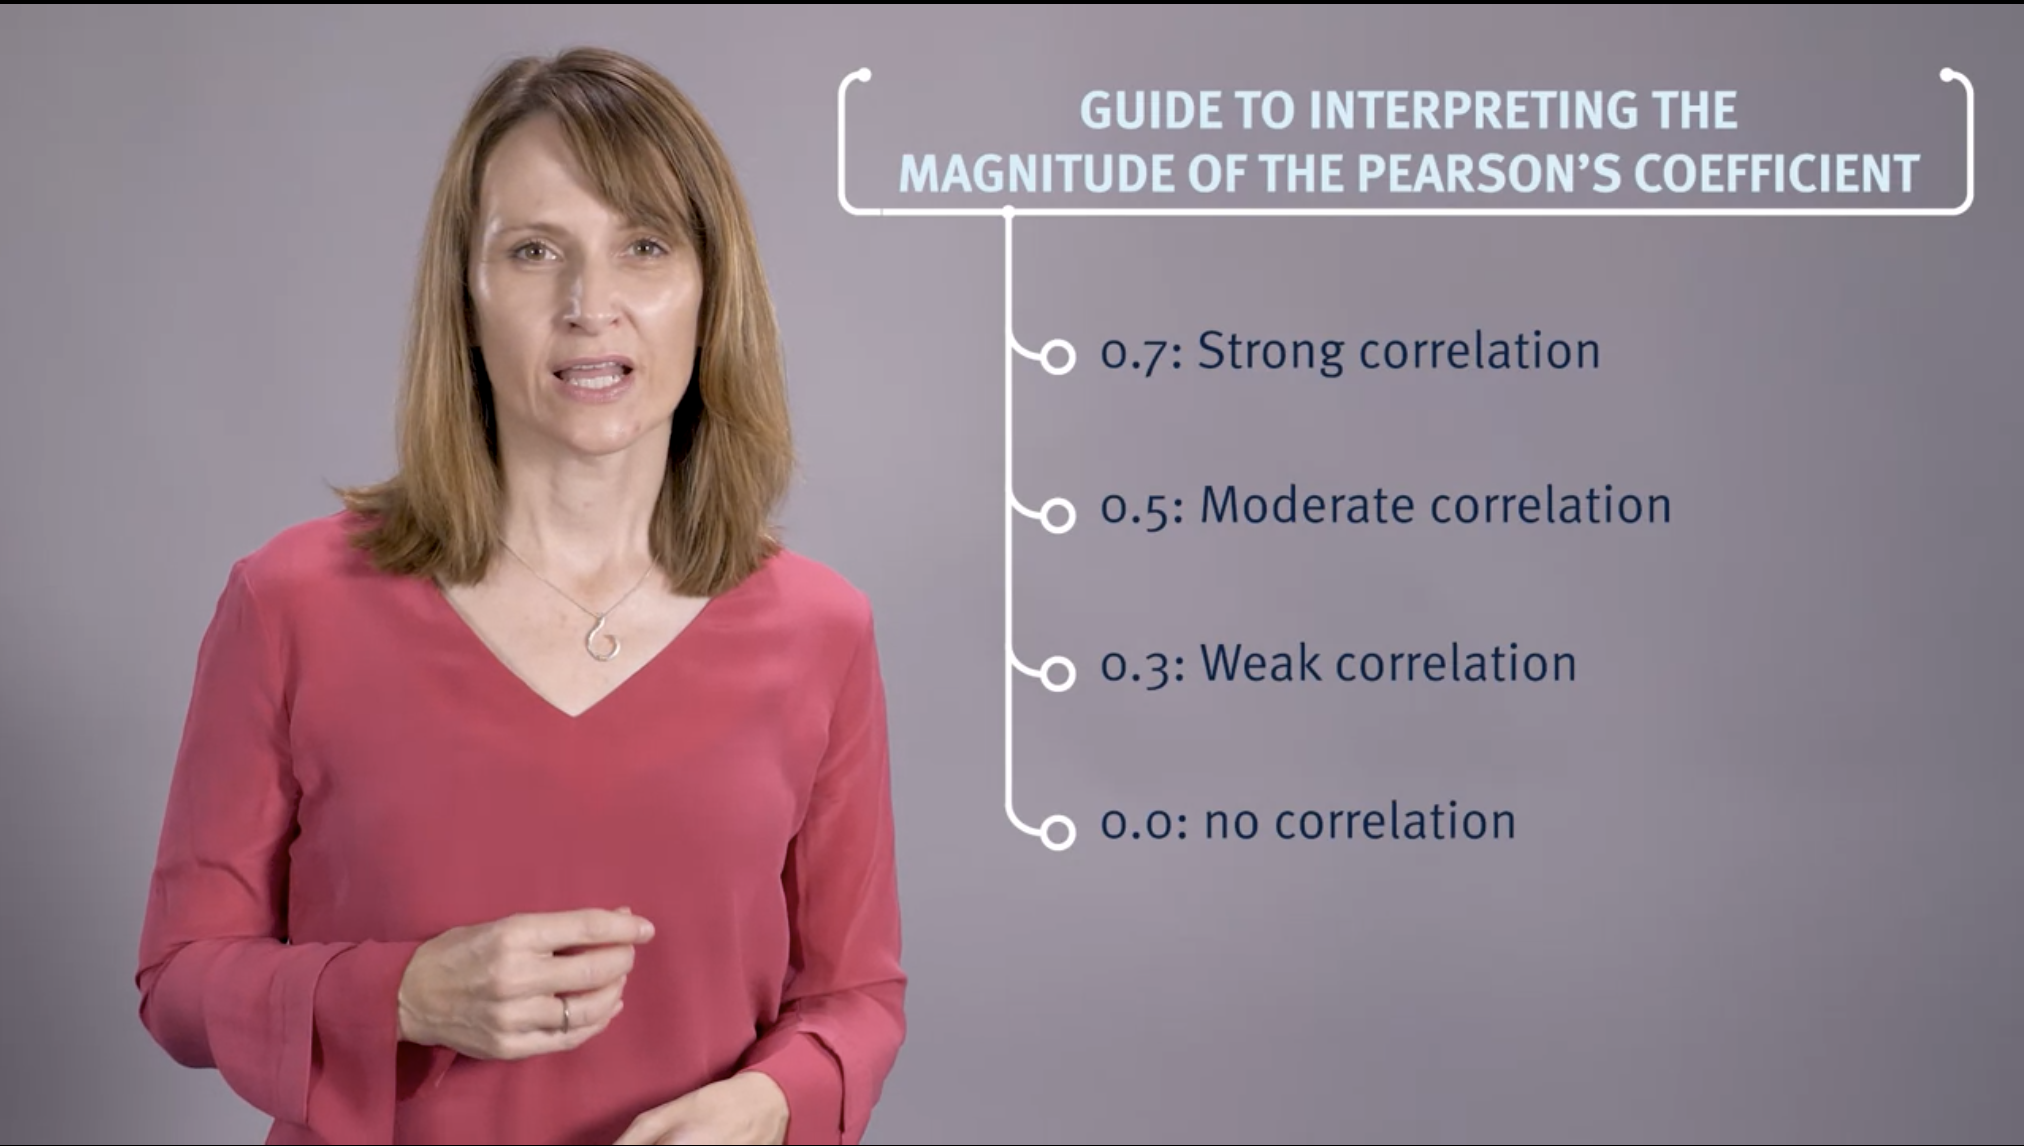 GUIDE TO INTERPRETING THE
MAGNITUDE OF THE PEARSON’S COEFFICIENT
0.7: Strong correlation
0.5: Moderate correlation
0.3: Weak correlation
0.0: no correlation